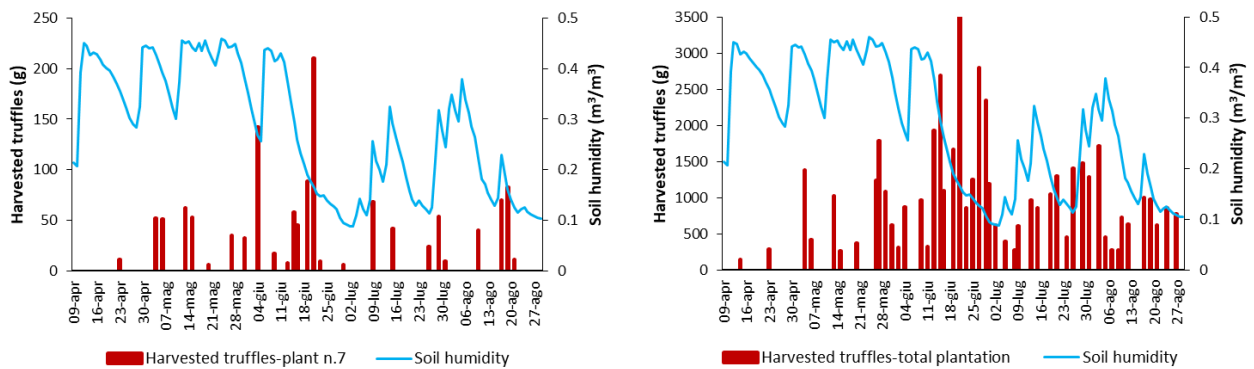 Harvested truffles (g)
250
200
150
100
50
0
0.5
0.4
0.3
0.2
0.1
0
Soil humidity (m³/m³)
09-apr
16-apr
23-apr
30-apr
07-mag
14-mag
21-mag
28-mag
04-giu
11-giu
18-giu
25-giu
02-lug
09-lug
16-lug
23-lug
30-lug
06-ago
13-ago
20-ago
27-ago
Harvested truffles-plant n.7 Soil humidity
Harvested truffles (g)
3500
3000
2500
2000
1500
1000
500
0
0.5
0.4
0.3
0.2
0.1
0
Soil humidity (m³/m³)
09-apr
16-apr
23-apr
30-apr
07-mag
14-mag
21-mag
28-mag
04-giu
11-giu
18-giu
25-giu
02-lug
09-lug
16-lug
23-lug
30-lug
06-ago
13-ago
20-ago
27-ago
Harvested truffles-total plantation Soil humidity